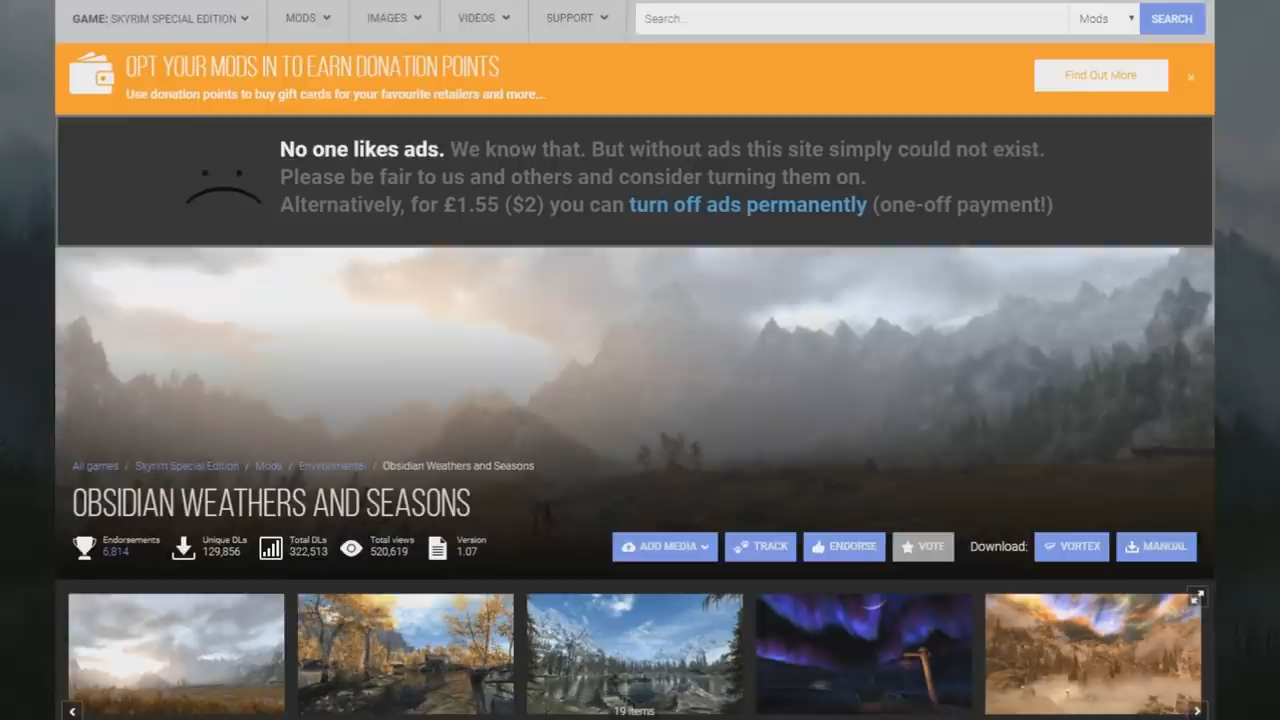 GAME: SKYRIM SPECIAL EDITION
MODS
IMAGES
VIDEOS
SUPPORT
Search...
Mods
SEARCH
OPT YOUR MODS IN TO EARN DONATION POINTS
Use donation points to buy gift cards for your favourite retailers and more...
Find Out More
×
No one likes ads. We know that. But without ads this site simply could not exist.
Please be fair to us and others and consider turning them on.
Alternatively, for £1.55 ($2) you can turn off ads permanently (one-off payment!)
All games / Skyrim Special Edition / Mods / Environmental / Obsidian Weathers and Seasons
OBSIDIAN WEATHERS AND SEASONS
Endorsements
6,814
Unique DLs
129,856
Total DLs
322,513
Total views
520,619
Version
1.07
ADD MEDIA
TRACK
ENDORSE
VOTE
Download:
VORTEX
MANUAL
19 items